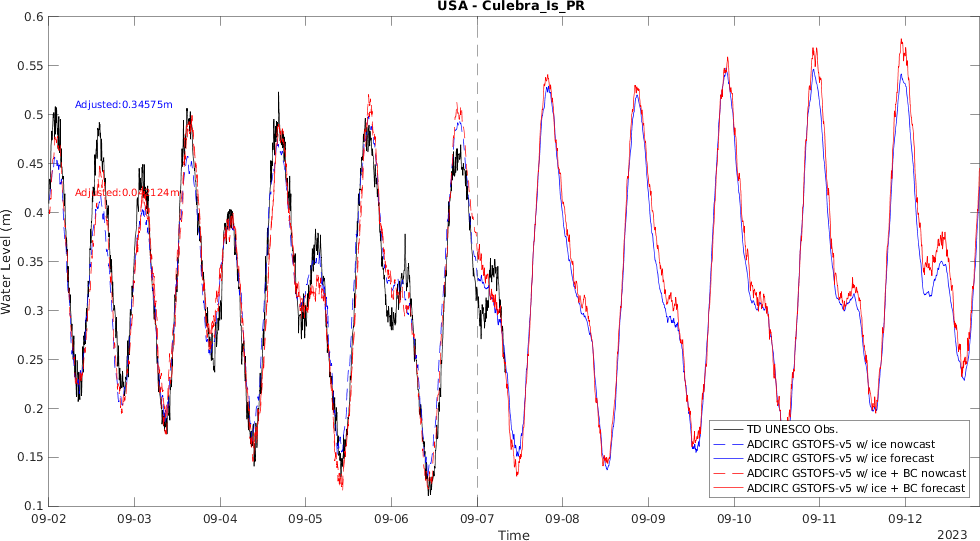 USA - Culebra_Is_PR
0.6
0.55
0.5
0.45
0.4
0.35
0.3
0.25
0.2
0.15
0.1
Water Level (m)
Adjusted:0.34575m
TD UNESCO Obs.
ADCIRC GSTOFS-v5 w/ ice nowcast
ADCIRC GSTOFS-v5 w/ ice forecast
ADCIRC GSTOFS-v5 w/ ice + BC nowcast
ADCIRC GSTOFS-v5 w/ ice + BC forecast
09-02 09-03 09-04 09-05 09-06 09-07 09-08 09-09 09-10 09-11 09-12
Time
2023